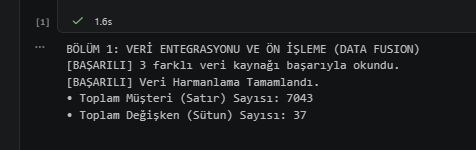 [1]
✓ 1.6s
...
BÖLÜM 1: VERİ ENTEGRASYONU VE ÖN İŞLEME (DATA FUSION)
[BAŞARILI] 3 farklı veri kaynağı başarıyla okundu.
[BAŞARILI] Veri Harmanlama Tamamlandı.
• Toplam Müşteri (Satır) Sayısı: 7043
• Toplam Değişken (Sütun) Sayısı: 37